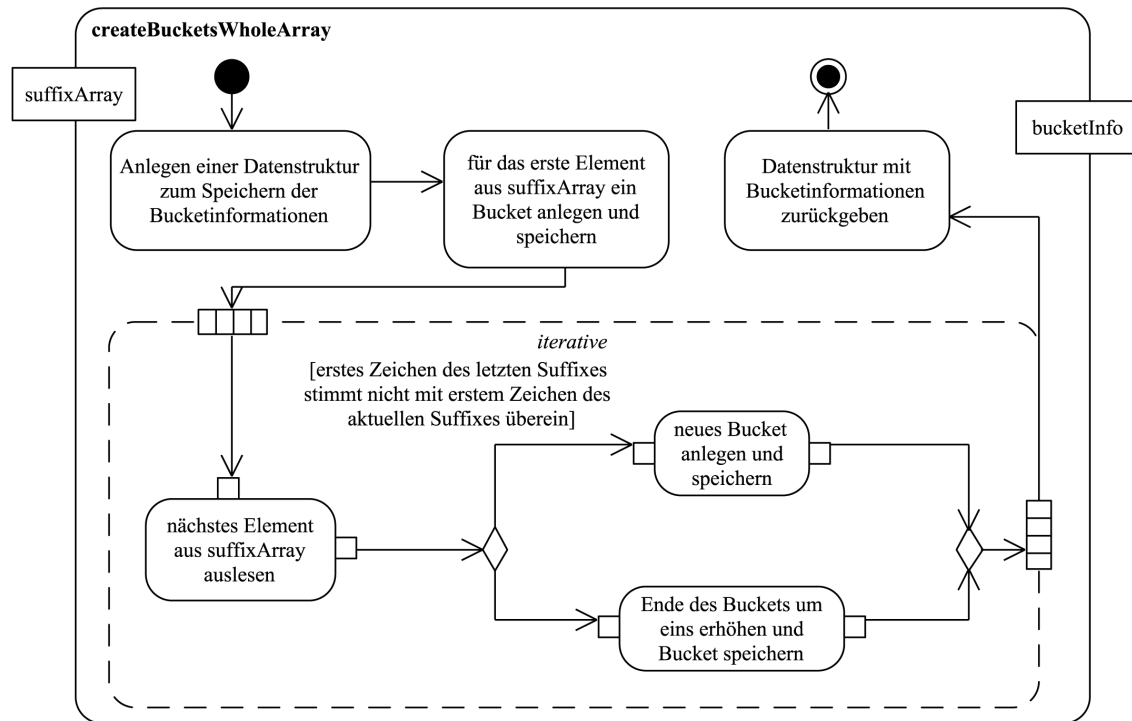 createBucketsWholeArray
suffixArray
bucketInfo
Anlegen einer Datenstruktur
zum Speichern der
Bucketinformationen
für das erste Element
aus suffixArray ein
Bucket anlegen und
speichern
Datenstruktur mit
Bucketinformationen
zurückgeben
iterative
[erstes Zeichen des letzten Suffixes
stimmt nicht mit erstem Zeichen des
aktuellen Suffixes überein]
neues Bucket
anlegen und
speichern
nächstes Element
aus suffixArray
auslesen
Ende des Buckets um
eins erhöhen und
Bucket speichern